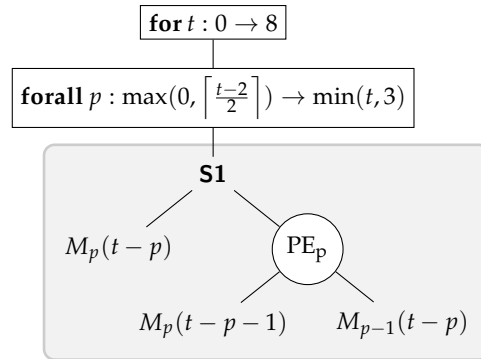 for t : 0 → 8
forall p : max(0, ⌈(t−2)/2⌉) → min(t, 3)
S1
M_p(t − p)
PE_p
M_p(t − p − 1)
M_{p−1}(t − p)